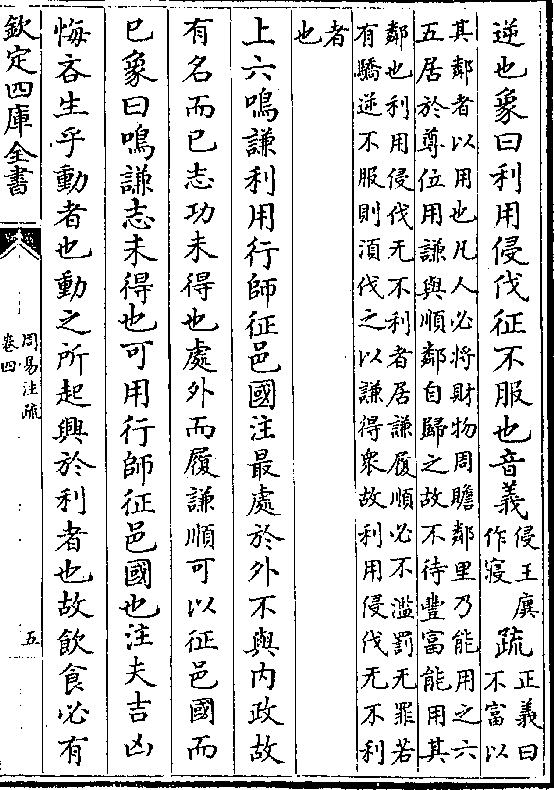 逆也象曰利用侵伐征不服也音義
侵王廙
作寝
疏
正義曰
不富以
其鄰者以用也凡人必將財物周贍鄰里乃能用之六
五居於尊位用謙與順鄰自歸之故不待豐富能用其
鄰也利用侵伐无不利者居謙履順必不濫罰无罪若
有驕逆不服則湏伐之以謙得衆故利用侵伐无不利
者
也
上六鳴謙利用行師征邑國注最處於外不與内政故
有名而已志功未得也處外而履謙順可以征邑國而
已象曰鳴謙志未得也可用行師征邑國也注夫吉凶
悔吝生乎動者也動之所起興於利者也故飲食必有
欽定四庫全書
周易注疏
卷四
五